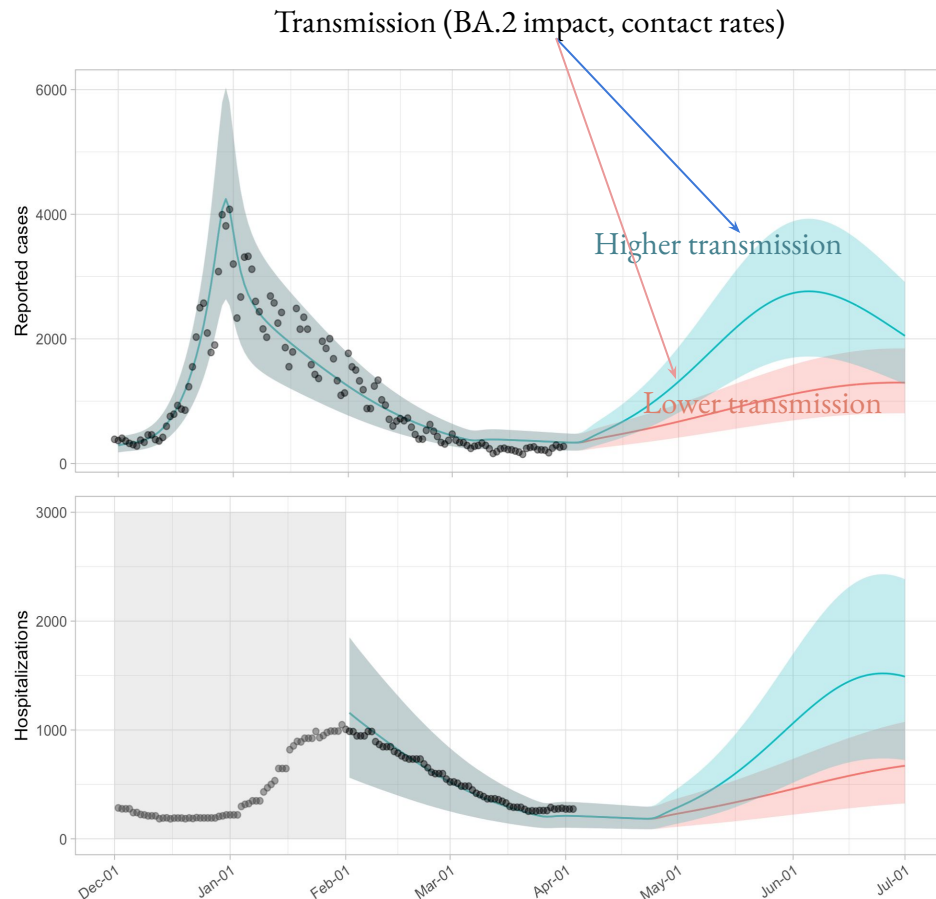 Transmission (BA.2 impact, contact rates)
6000
4000
2000
0
Reported cases
Higher transmission
Lower transmission
3000
2000
1000
0
Hospitalizations
Dec-01
Jan-01
Feb-01
Mar-01
Apr-01
May-01
Jun-01
Jul-01